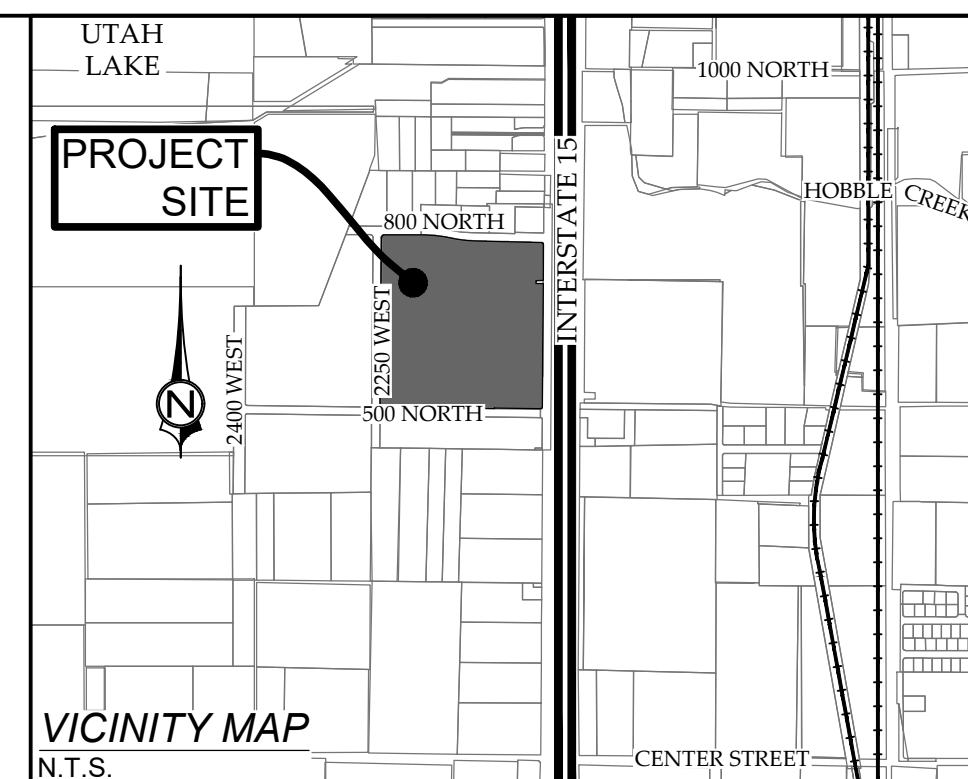 UTAH
LAKE
1000 NORTH
PROJECT
SITE
INTERSTATE 15
HOBBLE CREEK
800 NORTH
2250 WEST
2400 WEST
N
500 NORTH
VICINITY MAP
N.T.S.
CENTER STREET